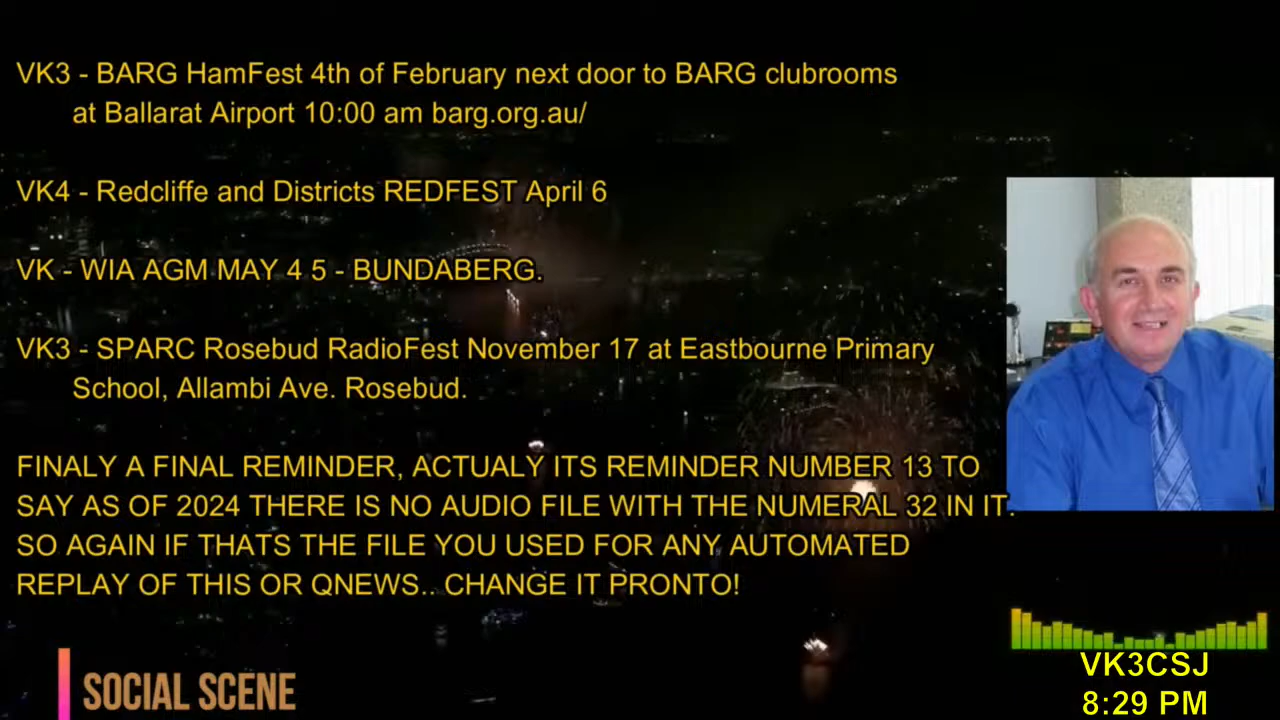 VK3 - BARG HamFest 4th of February next door to BARG clubrooms
at Ballarat Airport 10:00 am barg.org.au/
VK4 - Redcliffe and Districts REDFEST April 6
VK - WIA AGM MAY 4 5 - BUNDABERG.
VK3 - SPARC Rosebud RadioFest November 17 at Eastbourne Primary
School, Allambi Ave. Rosebud.
FINALY A FINAL REMINDER, ACTUALY ITS REMINDER NUMBER 13 TO
SAY AS OF 2024 THERE IS NO AUDIO FILE WITH THE NUMERAL 32 IN IT.
SO AGAIN IF THATS THE FILE YOU USED FOR ANY AUTOMATED
REPLAY OF THIS OR QNEWS.. CHANGE IT PRONTO!
SOCIAL SCENE
VK3CSJ
8:29 PM